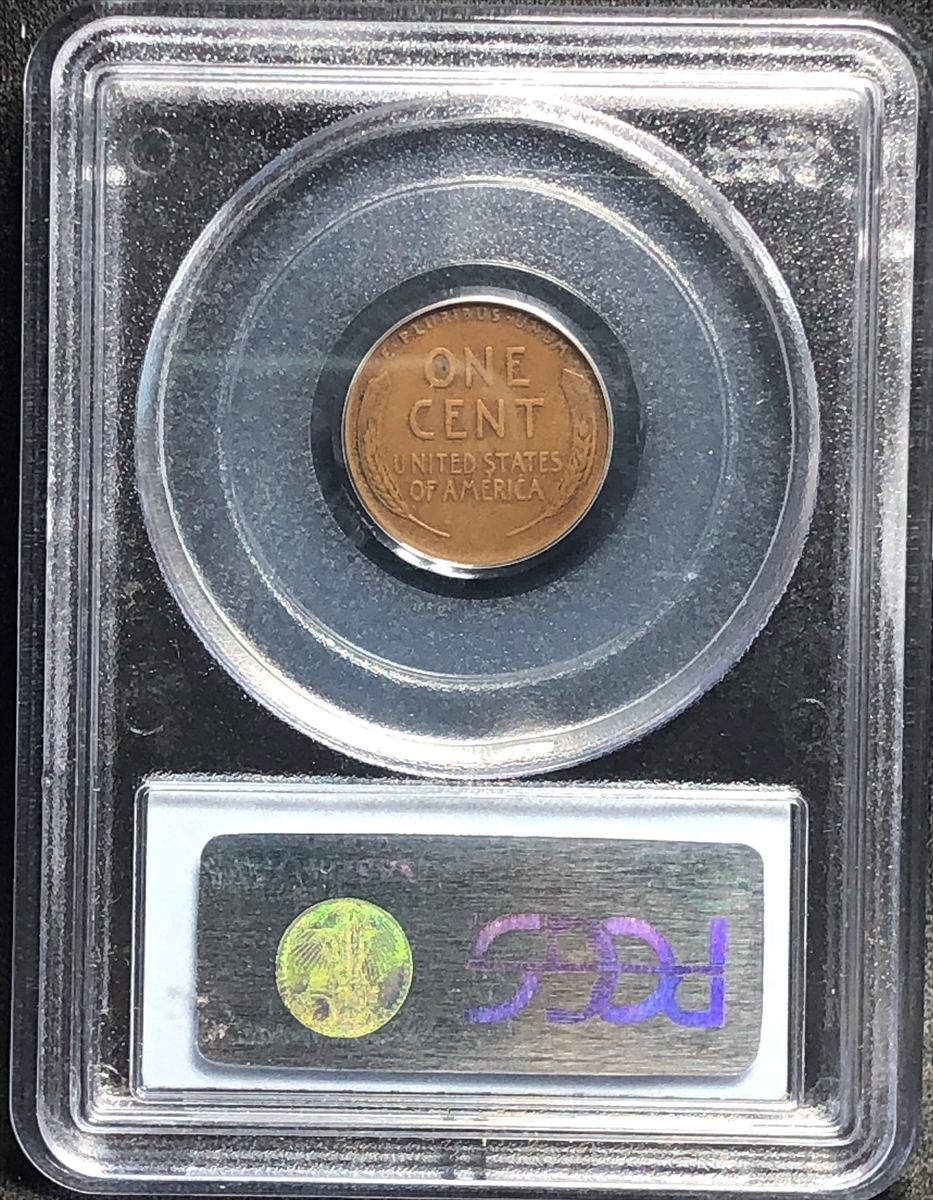 E·PLURIBUS·UNUM
ONE
CENT
UNITED STATES
OF AMERICA
PCGS